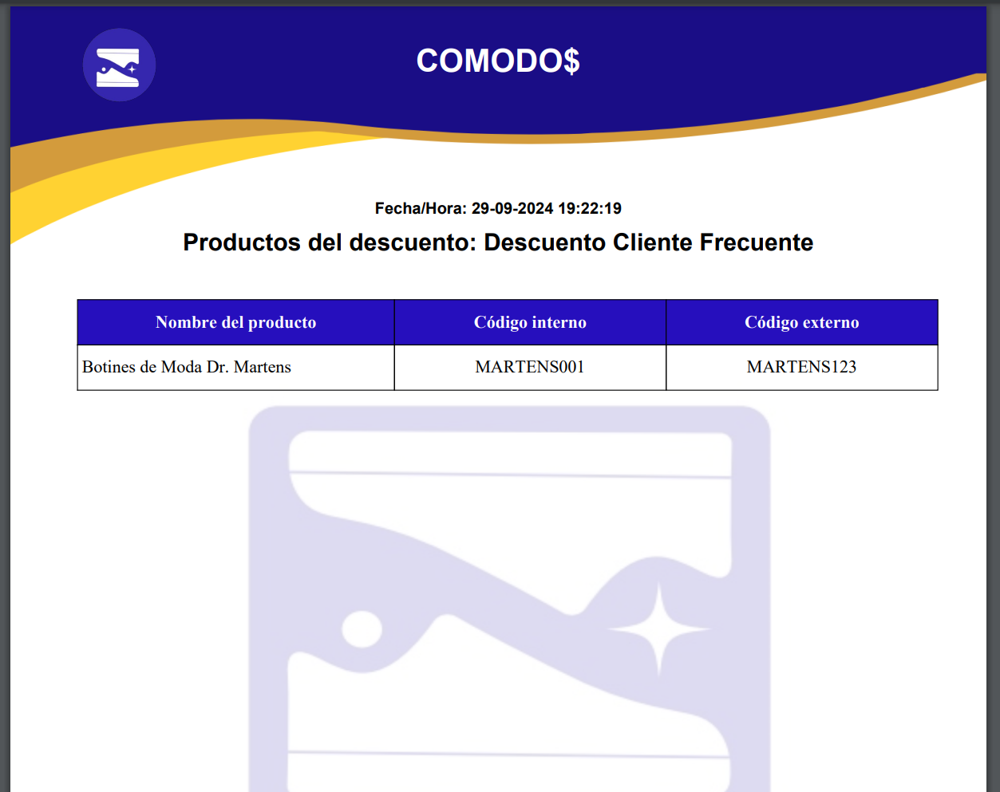 COMODO$
Fecha/Hora: 29-09-2024 19:22:19
Productos del descuento: Descuento Cliente Frecuente
Nombre del producto Código interno Código externo
Botines de Moda Dr. Martens MARTENS001 MARTENS123